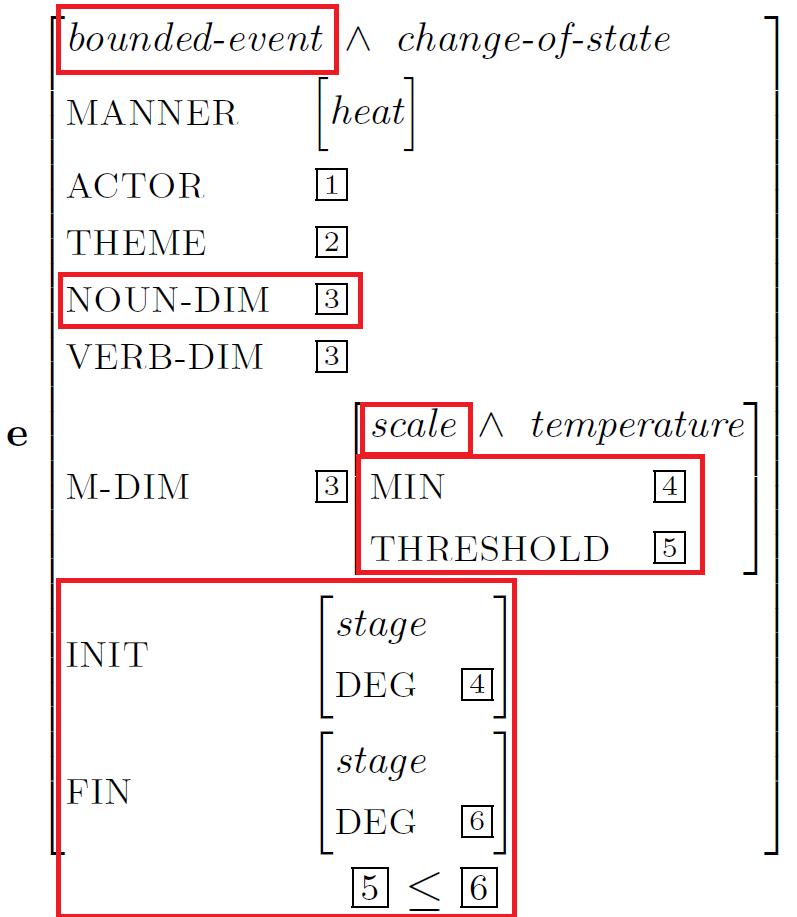 bounded-event ∧ change-of-state
MANNER [heat]
ACTOR 1
THEME 2
NOUN-DIM 3
VERB-DIM 3
scale ∧ temperature
e
M-DIM 3 MIN 4
THRESHOLD 5
stage
INIT
DEG 4
stage
FIN
DEG 6
5 ≤ 6